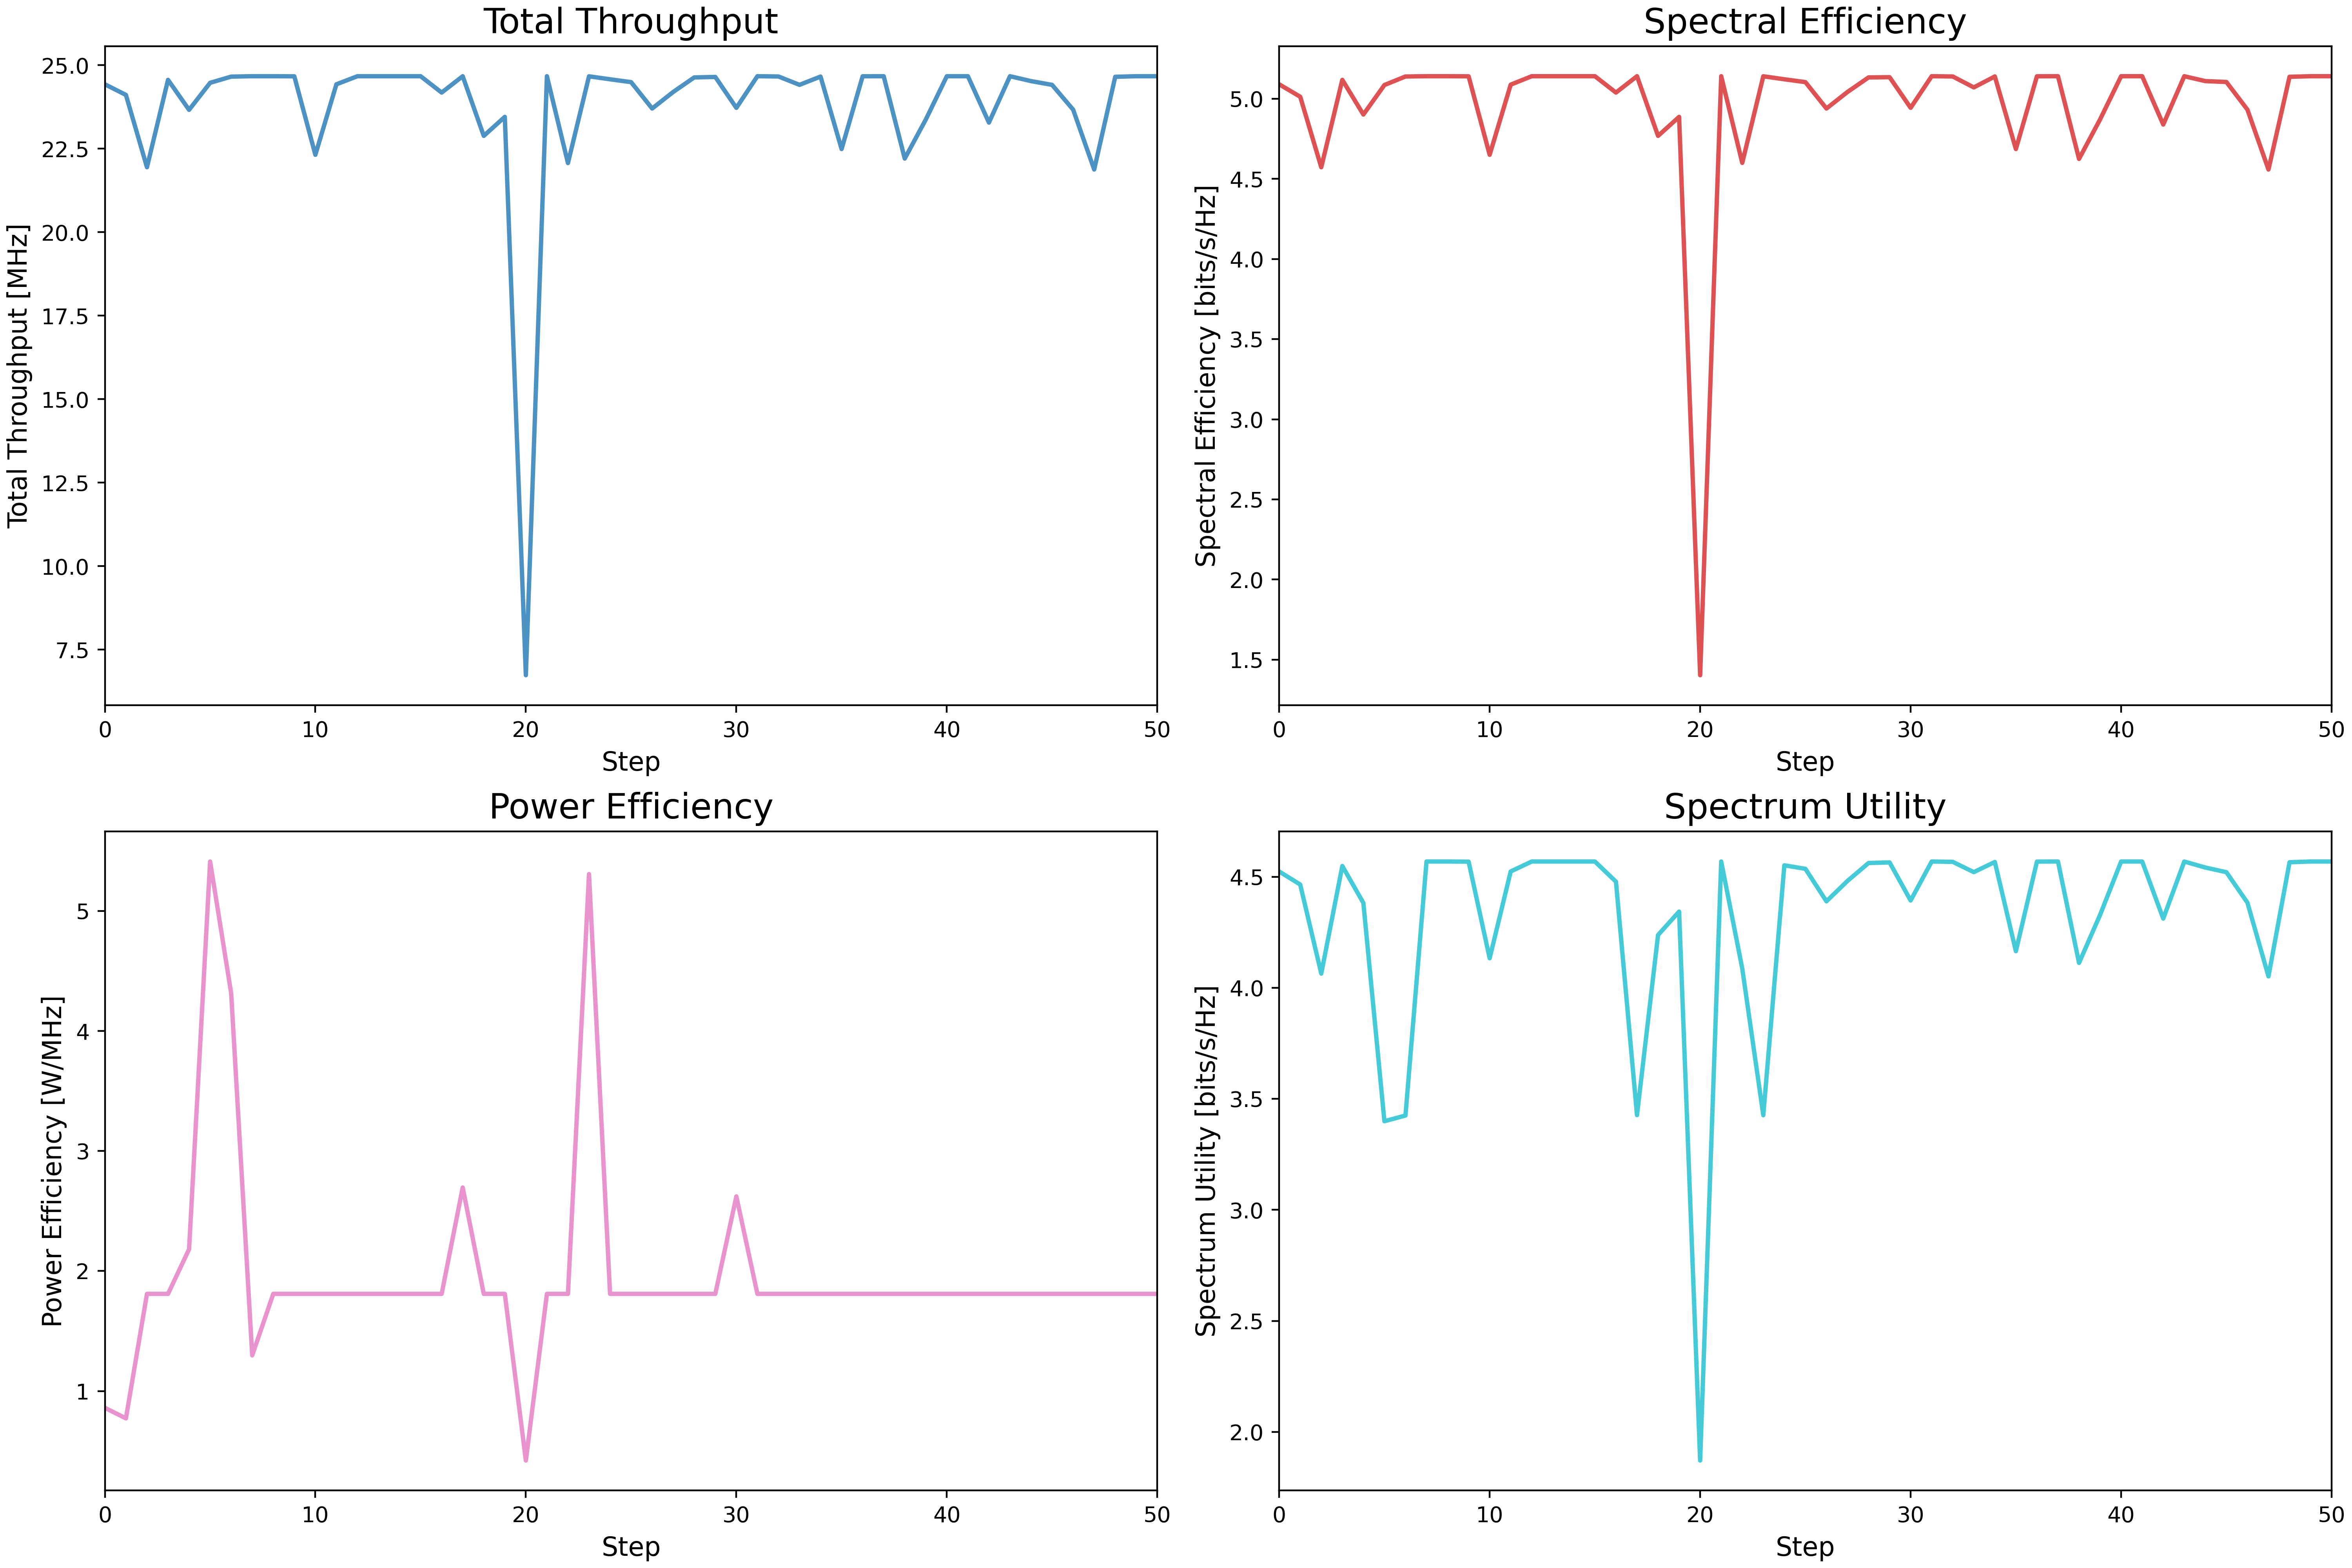 Total Throughput
Total Throughput [MHz]
25.0
22.5
20.0
17.5
15.0
12.5
10.0
7.5
0 10 20 30 40 50
Step
Spectral Efficiency
Spectral Efficiency [bits/s/Hz]
5.0
4.5
4.0
3.5
3.0
2.5
2.0
1.5
0 10 20 30 40 50
Step
Power Efficiency
Power Efficiency [W/MHz]
5
4
3
2
1
0 10 20 30 40 50
Step
Spectrum Utility
Spectrum Utility [bits/s/Hz]
4.5
4.0
3.5
3.0
2.5
2.0
0 10 20 30 40 50
Step